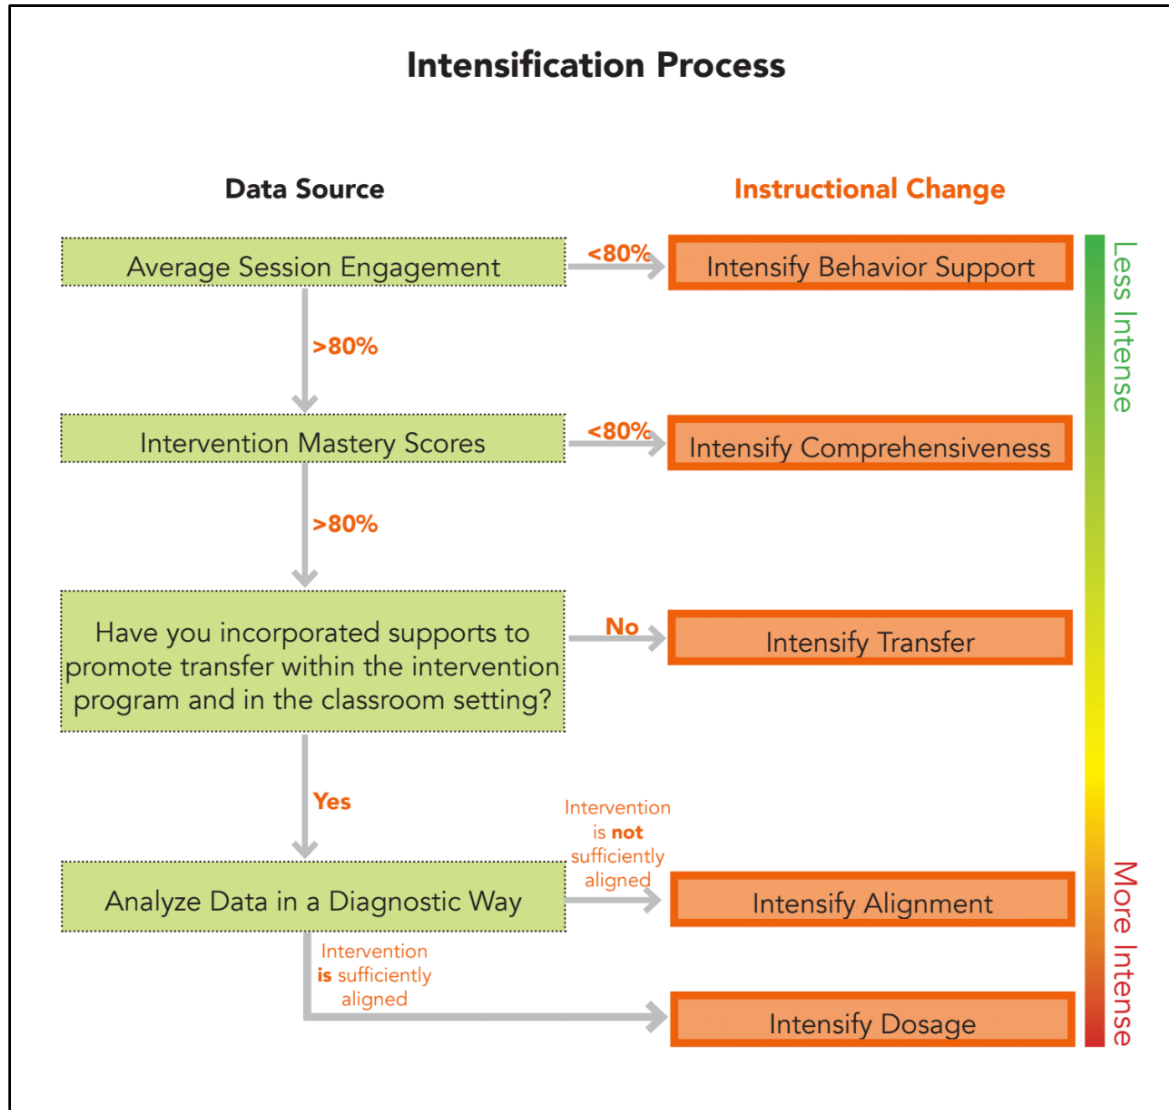 Intensification Process
Data Source
Instructional Change
Average Session Engagement
<80%
Intensify Behavior Support
Less Intense
>80%
Intervention Mastery Scores
<80%
Intensify Comprehensiveness
>80%
Have you incorporated supports to
promote transfer within the intervention
program and in the classroom setting?
No
Intensify Transfer
Yes
Intervention
is not
sufficiently
aligned
Analyze Data in a Diagnostic Way
Intensify Alignment
More Intense
Intervention
is sufficiently
aligned
Intensify Dosage